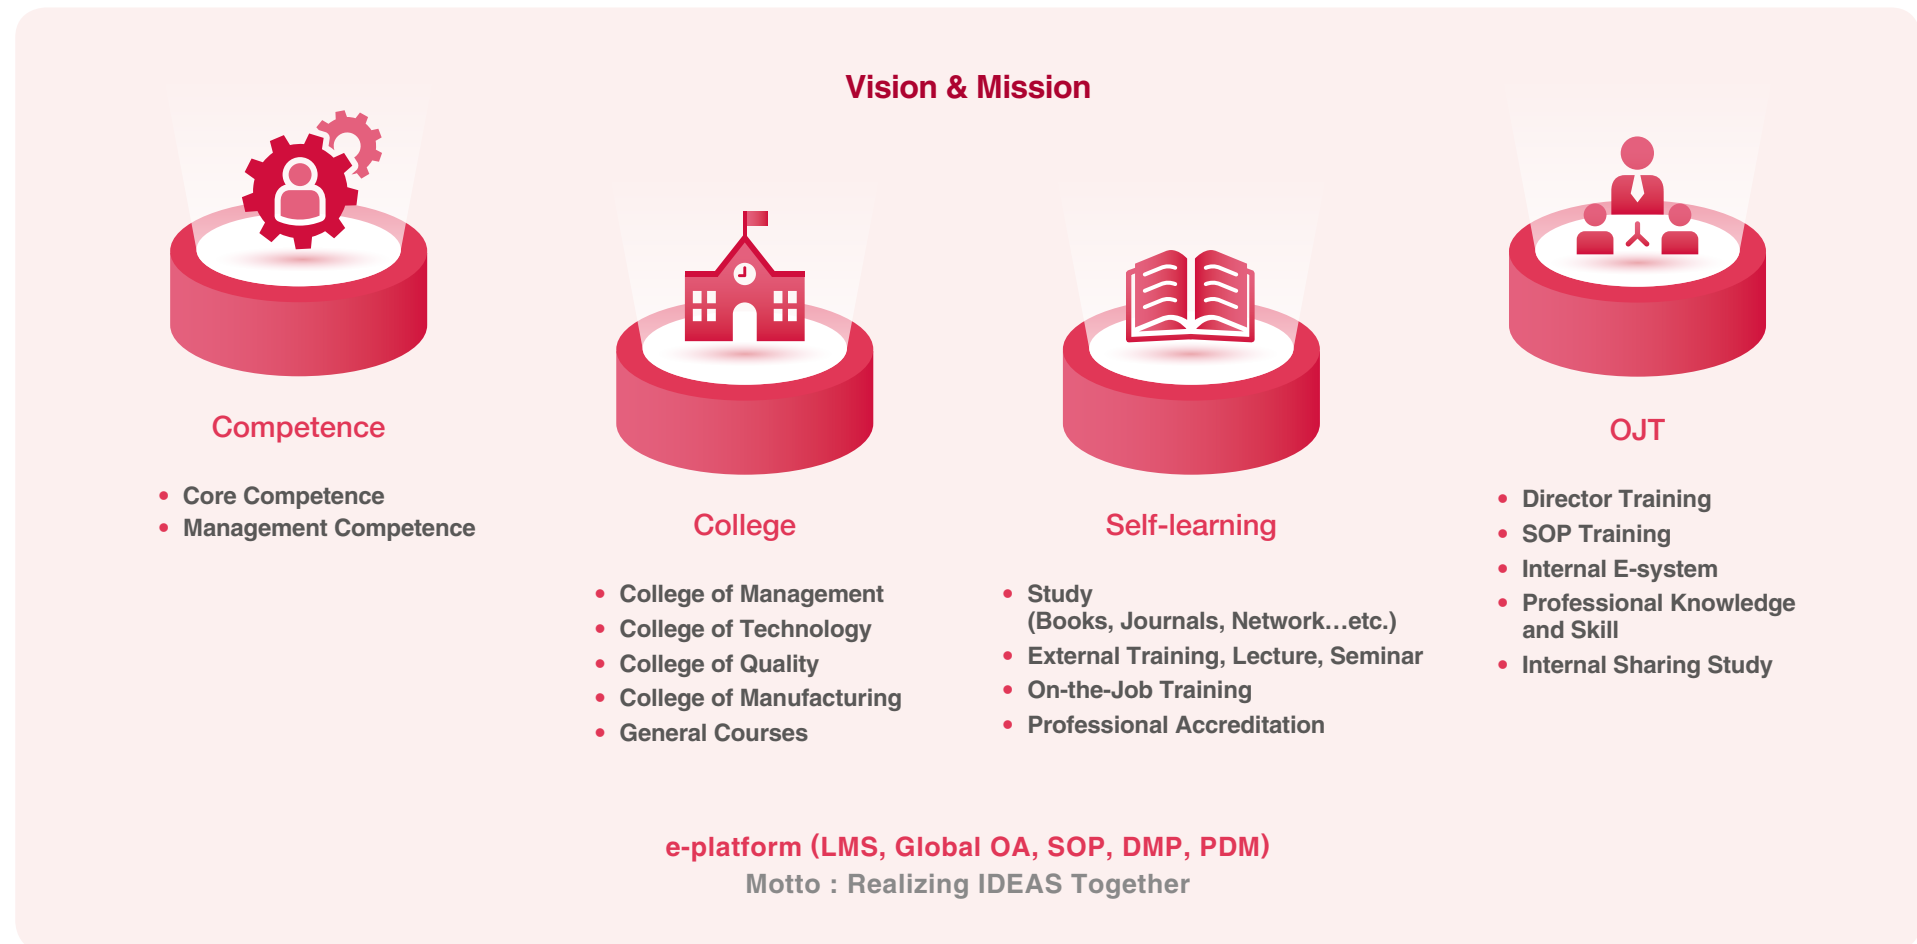 Vision & Mission
Competence
• Core Competence
• Management Competence
College
• College of Management
• College of Technology
• College of Quality
• College of Manufacturing
• General Courses
Self-learning
• Study
(Books, Journals, Network…etc.)
• External Training, Lecture, Seminar
• On-the-Job Training
• Professional Accreditation
OJT
• Director Training
• SOP Training
• Internal E-system
• Professional Knowledge
and Skill
• Internal Sharing Study
e-platform (LMS, Global OA, SOP, DMP, PDM)
Motto : Realizing IDEAS Together